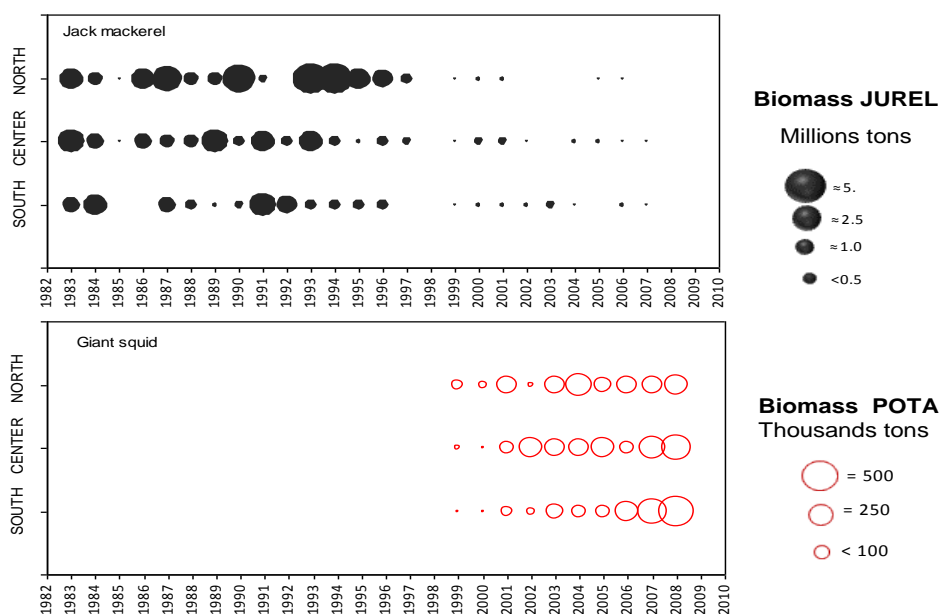 Jack mackerel
NORTH
CENTER
SOUTH
1982 1983 1984 1985 1986 1987 1988 1989 1990 1991 1992 1993 1994 1995 1996 1997 1998 1999 2000 2001 2002 2003 2004 2005 2006 2007 2008 2009 2010
Biomass JUREL
Millions tons
≈5.
≈2.5
≈1.0
<0.5
Giant squid
NORTH
CENTER
SOUTH
1982 1983 1984 1985 1986 1987 1988 1989 1990 1991 1992 1993 1994 1995 1996 1997 1998 1999 2000 2001 2002 2003 2004 2005 2006 2007 2008 2009 2010
Biomass POTA
Thousands tons
= 500
= 250
< 100